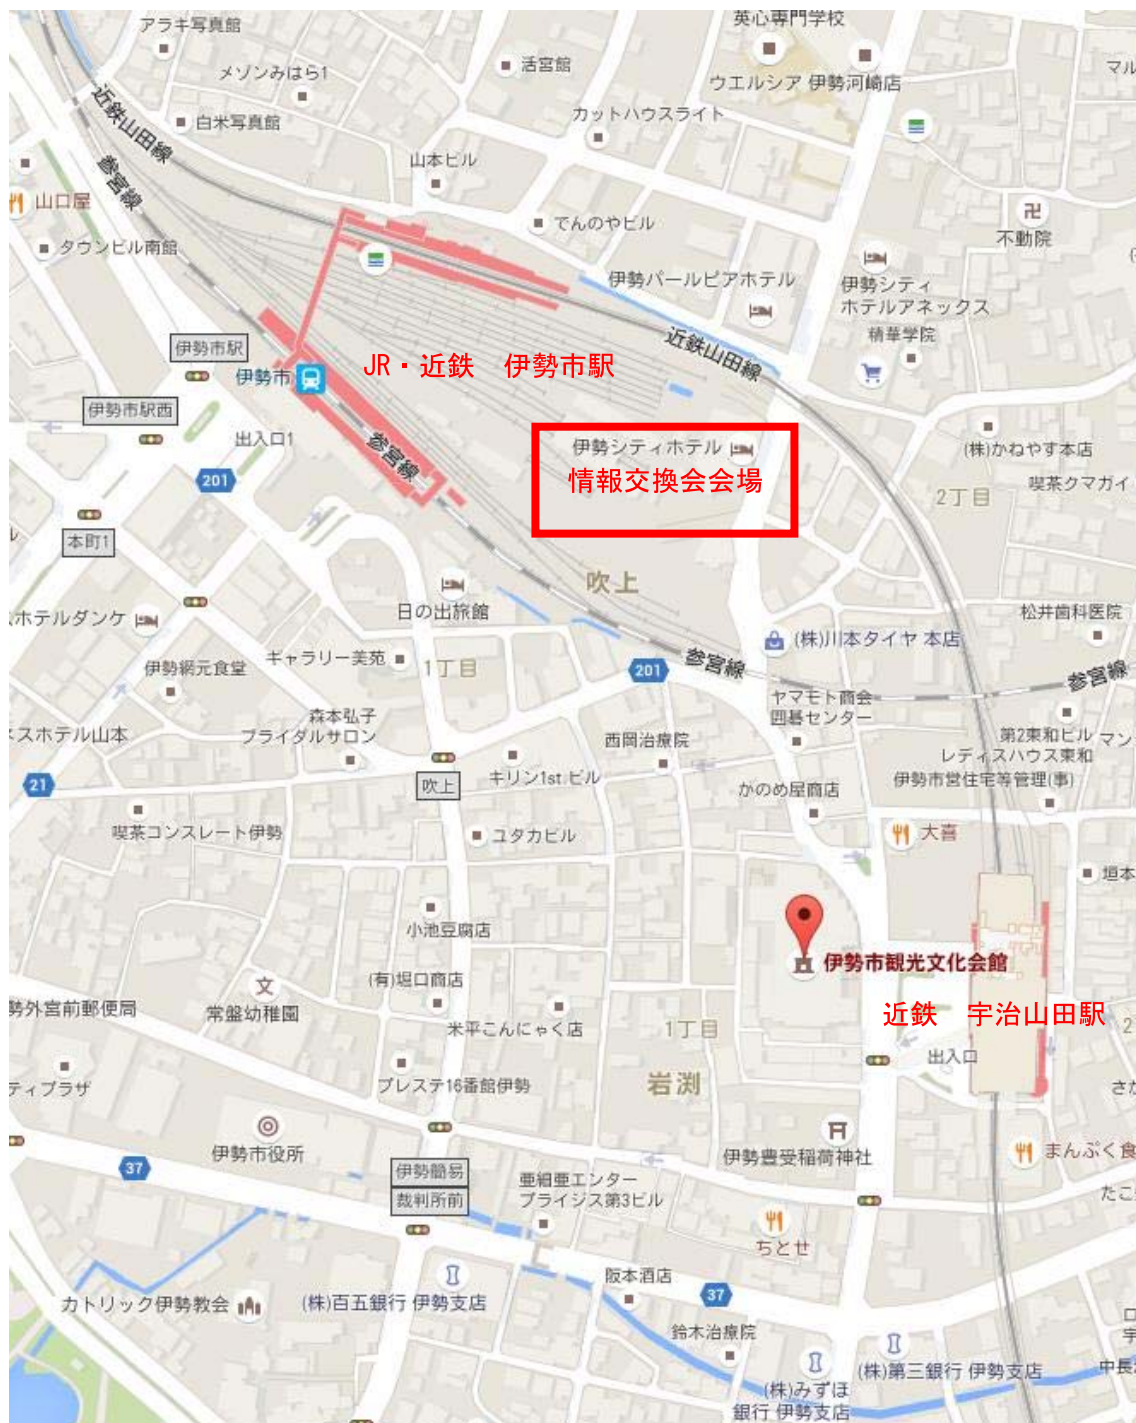 アラキ写真館
英心専門学校
メゾンみはら1
活宮館
ウエルシア 伊勢河崎店
マル
カットハウスライト
近鉄山田線
白米写真館
山本ビル
参宮線
山口屋
でんのやビル
不動院
タウンビル南館
伊勢パールピアホテル
伊勢シティ
ホテルアネックス
精華学院
伊勢市駅
近鉄山田線
JR・近鉄　伊勢市駅
伊勢市
伊勢市駅西
出入口1
参宮線
伊勢シティホテル
情報交換会会場
(株)かねやす本店
201
喫茶クマガイ
2丁目
本町1
吹上
日の出旅館
ホテルダンケ
松井歯科医院
(株)川本タイヤ 本店
伊勢網元食堂
ギャラリー芙苑
1丁目
201
参宮線
参宮線
ヤマモト商会
囲碁センター
森本弘子
ブライダルサロン
スホテル山本
西岡治療院
第2東和ビル
レディスハウス東和
マン
伊勢市営住宅等管理(事)
21
吹上
キリン1st ビル
かのめ屋商店
喫茶コンスレート伊勢
ユタカビル
大喜
垣本
小池豆腐店
伊勢市観光文化会館
(有)堀口商店
文
常盤幼稚園
勢外宮前郵便局
米平こんにゃく店
1丁目
近鉄　宇治山田駅
2
出入口
ティプラザ
プレステ16番館伊勢
岩渕
さか
伊勢市役所
伊勢豊受稲荷神社
まんぷく食
37
伊勢簡易
裁判所前
亜細亜エンター
プライジス第3ビル
たこ
ちとせ
阪本酒店
カトリック伊勢教会
(株)百五銀行 伊勢支店
37
鈴木治療院
(株)第三銀行 伊勢支店
中長
(株)みずほ
銀行 伊勢支店